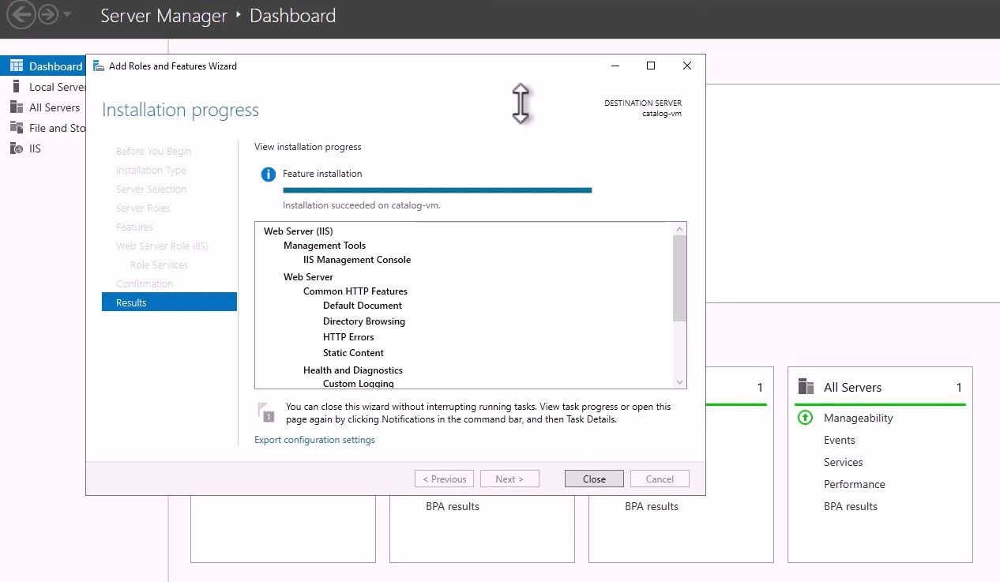 Server Manager ‣ Dashboard
Dashboard
Local Server
All Servers
File and Sto
IIS
Add Roles and Features Wizard
Installation progress
DESTINATION SERVER
catalog-vm
Before You Begin
Installation Type
Server Selection
Server Roles
Features
Web Server Role (IIS)
Role Services
Confirmation
Results
View installation progress
Feature installation
Installation succeeded on catalog-vm.
Web Server (IIS)
Management Tools
IIS Management Console
Web Server
Common HTTP Features
Default Document
Directory Browsing
HTTP Errors
Static Content
Health and Diagnostics
Custom Logging
1
You can close this wizard without interrupting running tasks. View task progress or open this
page again by clicking Notifications in the command bar, and then Task Details.
Export configuration settings
< Previous
Next >
Close
Cancel
BPA results
1
BPA results
All Servers 1
Manageability
Events
Services
Performance
BPA results